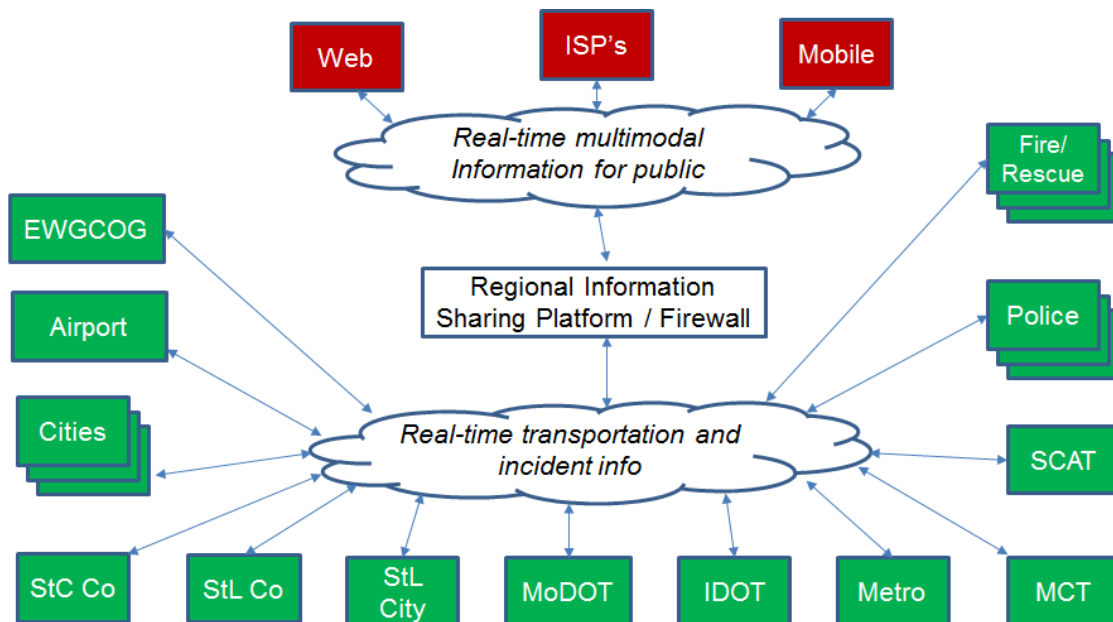 Web
ISP's
Mobile
Real-time multimodal
Information for public
Fire/
Rescue
EWGCOG
Regional Information
Sharing Platform / Firewall
Airport
Police
Cities
Real-time transportation and
incident info
SCAT
StC Co
StL Co
StL
City
MoDOT
IDOT
Metro
MCT